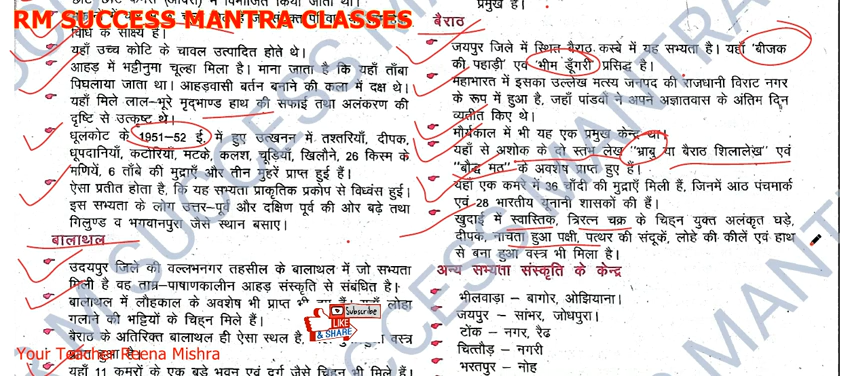 RM SUCCESS MANTRA CLASSES
विधि के साक्ष्य हैं।
यहाँ उच्च कोटि के चावल उत्पादित होते थे।
आहड़ में भट्टीनुमा चूल्हा मिला है। माना जाता है कि यहाँ ताँबा
पिघलाया जाता था। आहड़वासी बर्तन बनाने की कला में दक्ष थे।
यहाँ मिले लाल-भूरे मृद्भाण्ड हाथ की सफाई तथा अलंकरण की
दृष्टि से उत्कृष्ट थे।
धूलकोट के 1951-52 ई. में हुए उत्खनन में तश्तरियाँ, दीपक,
धूपदानियाँ, कटोरियाँ, मटके, कलश, चूड़ियाँ, खिलौने, 26 किस्म के
मणियें, 6 ताँबे की मुद्राएँ और तीन मुहरें प्राप्त हुई हैं।
ऐसा प्रतीत होता है, कि यह सभ्यता प्राकृतिक प्रकोप से विध्वंस हुई।
इस सभ्यता के लोग उत्तर-पूर्व और दक्षिण पूर्व की ओर बढ़े तथा
गिलुण्ड व भगवानपुरा जैसे स्थान बसाए।
बालाथल
उदयपुर जिले की वल्लभनगर तहसील के बालाथल में जो सभ्यता
मिली है वह ताम्र-पाषाणकालीन आहड़ संस्कृति से संबंधित है।
बालाथल में लौहकाल के अवशेष भी प्राप्त लोहा
गलाने की भट्टियों के चिह्न मिले हैं।
बैराठ के अतिरिक्त बालाथल ही ऐसा स्थल है, वस्त्र
हुआ है।
यहाँ 11 कमरों के एक बड़े भवन एवं दुर्ग जैसे चिह्न भी मिले हैं।
Subscribe
LIKE
& SHARE
Your Teacher Reena Mishra
प्रमुख हैं।
बैराठ
जयपुर जिले में स्थित बैराठ कस्बे में यह सभ्यता है। यहाँ 'बीजक
की पहाड़ी' एवं 'भीम डूँगरी' प्रसिद्ध है।
महाभारत में इसका उल्लेख मत्स्य जनपद की राजधानी विराट नगर
के रूप में हुआ है, जहाँ पांडवों ने अपने अज्ञातवास के अंतिम दिन
व्यतीत किए थे।
मौर्यकाल में भी यह एक प्रमुख केन्द्र था।
यहाँ से अशोक के दो स्तंभ लेख "भाब्रु या बैराठ शिलालेख" एवं
"बौद्ध मठ" के अवशेष प्राप्त हुए हैं।
यहाँ एक कमरे में 36 चाँदी की मुद्राएँ मिली हैं, जिनमें आठ पंचमार्क
एवं 28 भारतीय यूनानी शासकों की हैं।
खुदाई में स्वास्तिक, त्रिरत्न चक्र के चिह्न युक्त अलंकृत घड़े,
दीपक, नाचता हुआ पक्षी, पत्थर की संदूकें, लोहे की कीलें एवं हाथ
से बना हुआ वस्त्र भी मिला है।
अन्य सभ्यता संस्कृति के केन्द्र
भीलवाड़ा – बागोर, ओझियाना।
जयपुर – सांभर, जोधपुरा।
टोंक – नगर, रैढ
चित्तौड़ – नगरी
भरतपुर – नोह